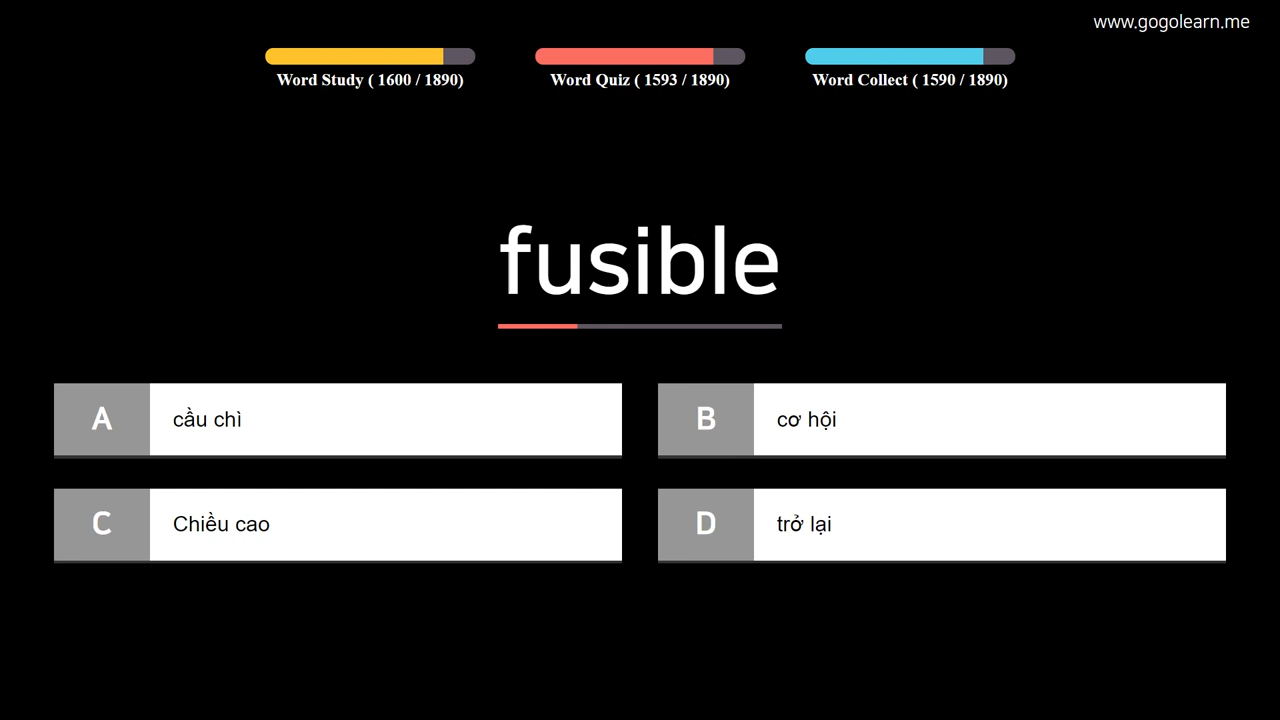 www.gogolearn.me
Word Study ( 1600 / 1890)
Word Quiz ( 1593 / 1890)
Word Collect ( 1590 / 1890)
fusible
A cầu chì
B cơ hội
C Chiều cao
D trở lại